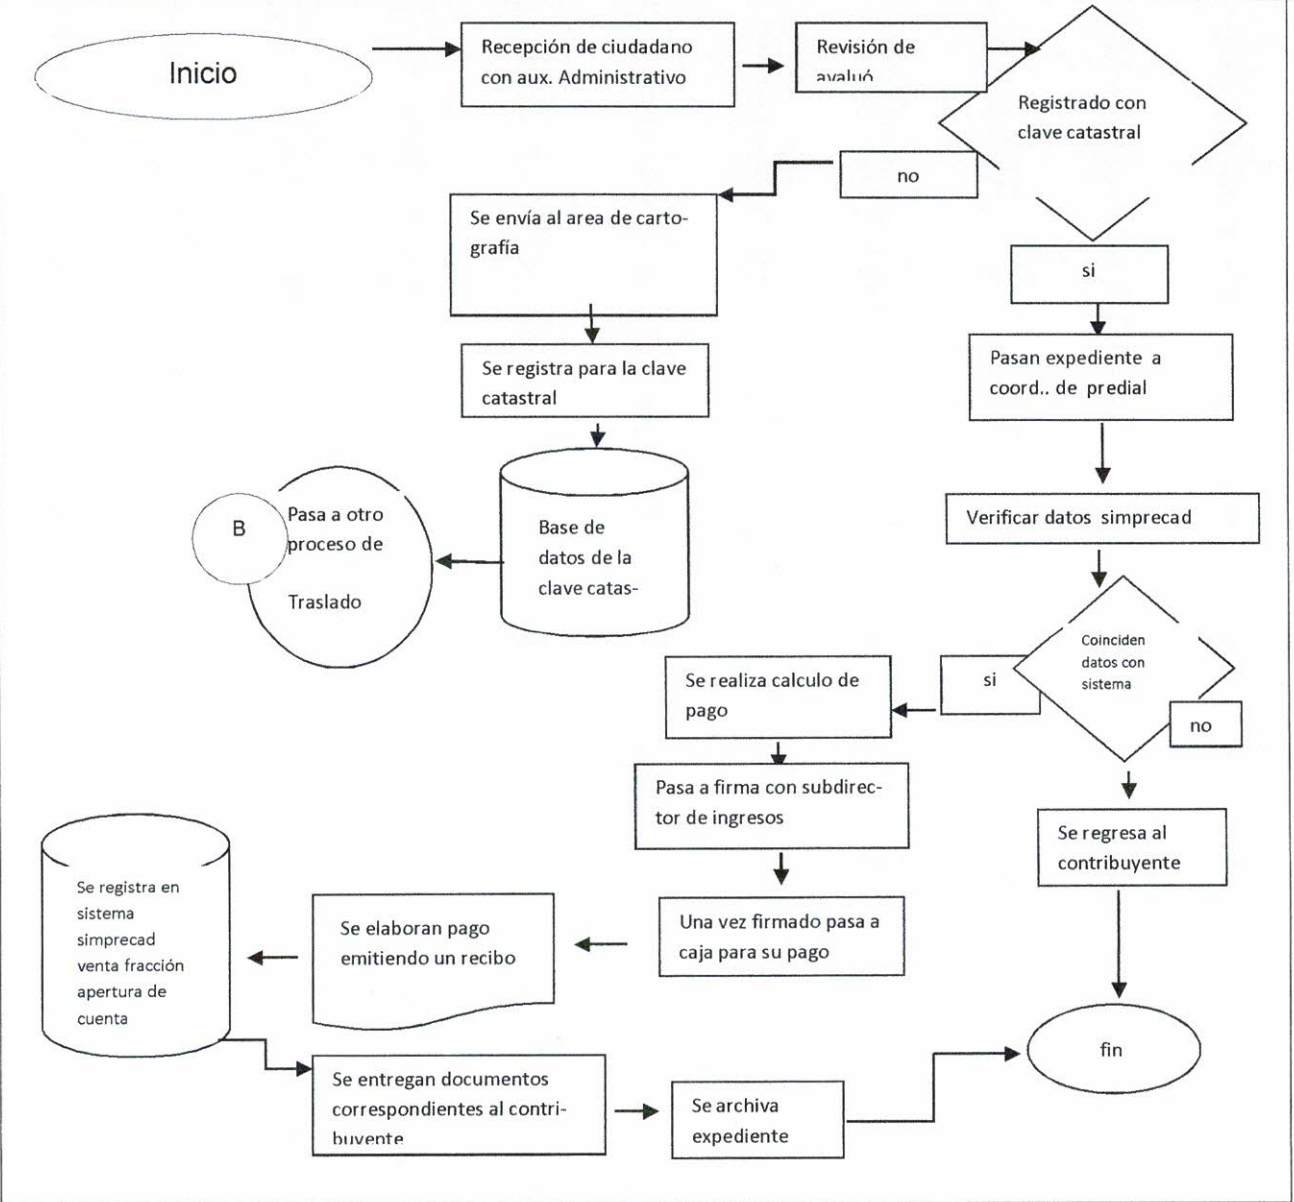 Inicio
Recepción de ciudadano
con aux. Administrativo
Revisión de
avaluó
Registrado con
clave catastral
no
Se envía al area de carto-
grafía
si
Se registra para la clave
catastral
Pasan expediente a
coord.. de predial
B
Pasa a otro
proceso de
Traslado
Base de
datos de la
clave catas-
Verificar datos simprecad
Coinciden
datos con
sistema
si
no
Se realiza calculo de
pago
Pasa a firma con subdirec-
tor de ingresos
Se regresa al
contribuyente
Una vez firmado pasa a
caja para su pago
Se elaboran pago
emitiendo un recibo
Se registra en
sistema
simprecad
venta fracción
apertura de
cuenta
Se entregan documentos
correspondientes al contri-
buyente
Se archiva
expediente
fin